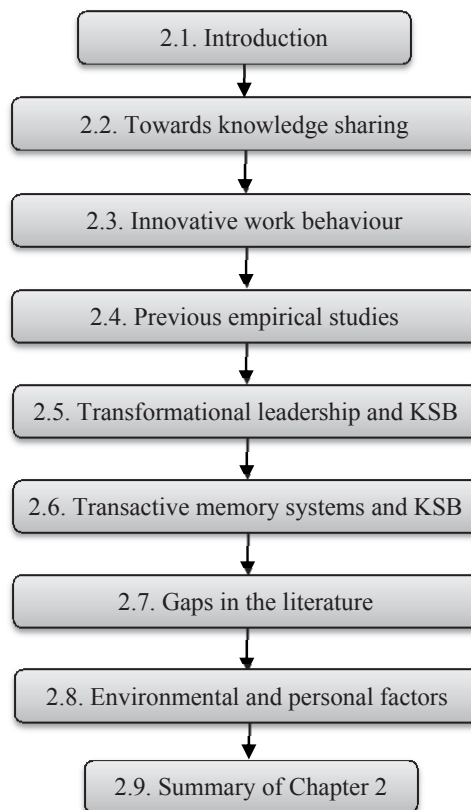 2.1. Introduction
2.2. Towards knowledge sharing
2.3. Innovative work behaviour
2.4. Previous empirical studies
2.5. Transformational leadership and KSB
2.6. Transactive memory systems and KSB
2.7. Gaps in the literature
2.8. Environmental and personal factors
2.9. Summary of Chapter 2